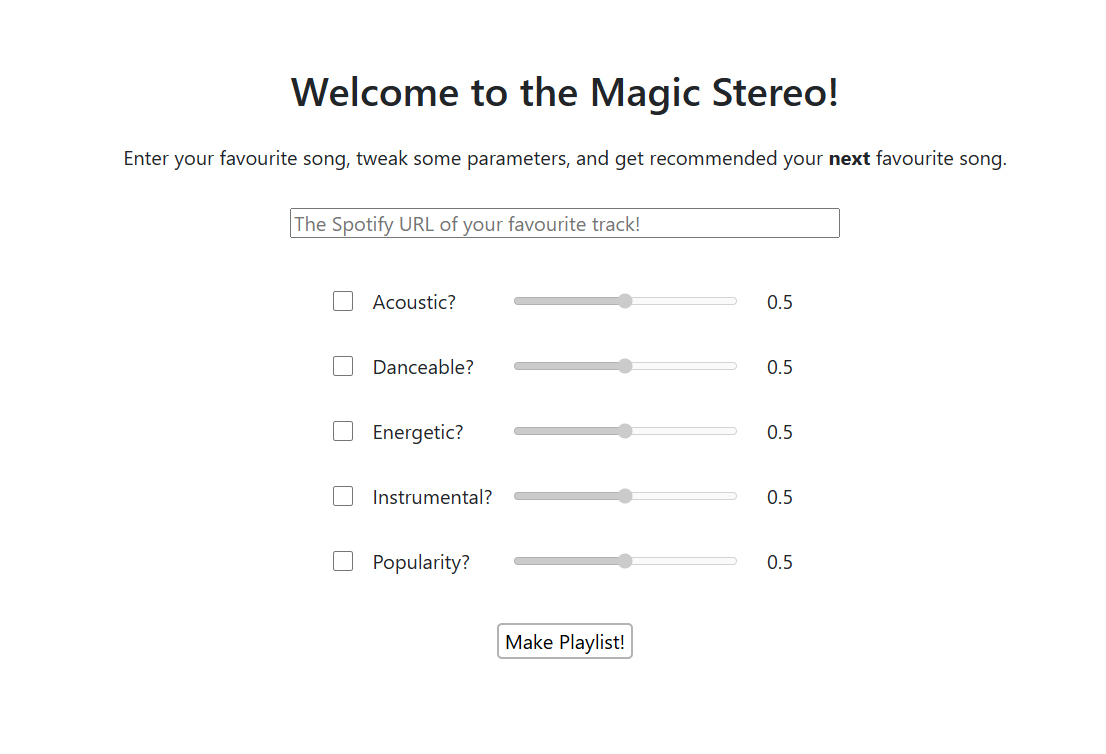 Welcome to the Magic Stereo!
Enter your favourite song, tweak some parameters, and get recommended your next favourite song.
The Spotify URL of your favourite track!
Acoustic? 0.5
Danceable? 0.5
Energetic? 0.5
Instrumental? 0.5
Popularity? 0.5
Make Playlist!